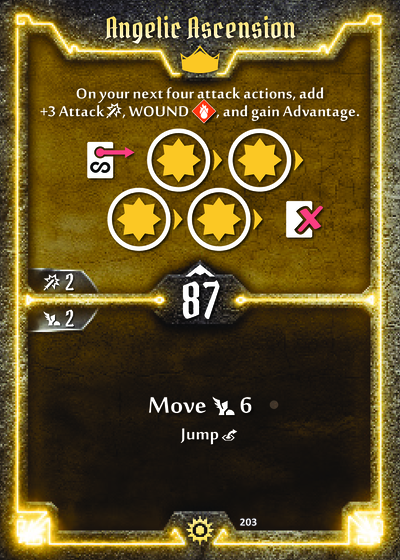 Angelic Ascension
On your next four attack actions, add
+3 Attack, WOUND, and gain Advantage.
S
2
87
2
Move 6
Jump
203